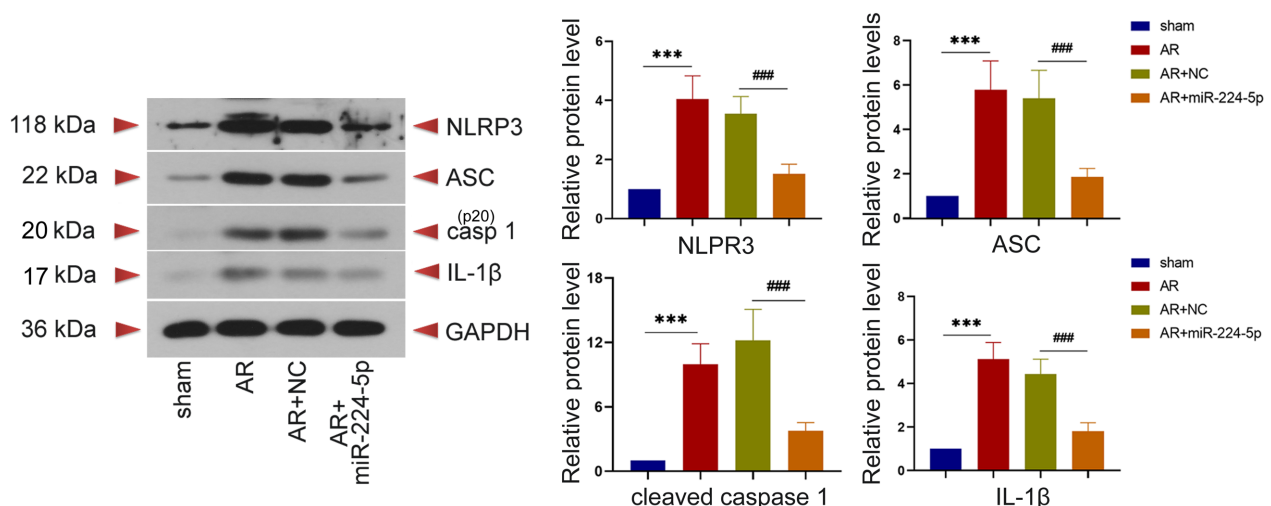 118 kDa
NLRP3
22 kDa
ASC
(p20)
20 kDa
casp 1
17 kDa
IL-1β
36 kDa
GAPDH
sham
AR
AR+NC
AR+
miR-224-5p
Relative protein level
6
4
2
0
***
###
NLPR3
Relative protein levels
8
6
4
2
0
***
###
ASC
sham
AR
AR+NC
AR+miR-224-5p
Relative protein level
18
12
6
0
***
###
cleaved caspase 1
Relative protein level
8
6
4
2
0
***
###
IL-1β
sham
AR
AR+NC
AR+miR-224-5p